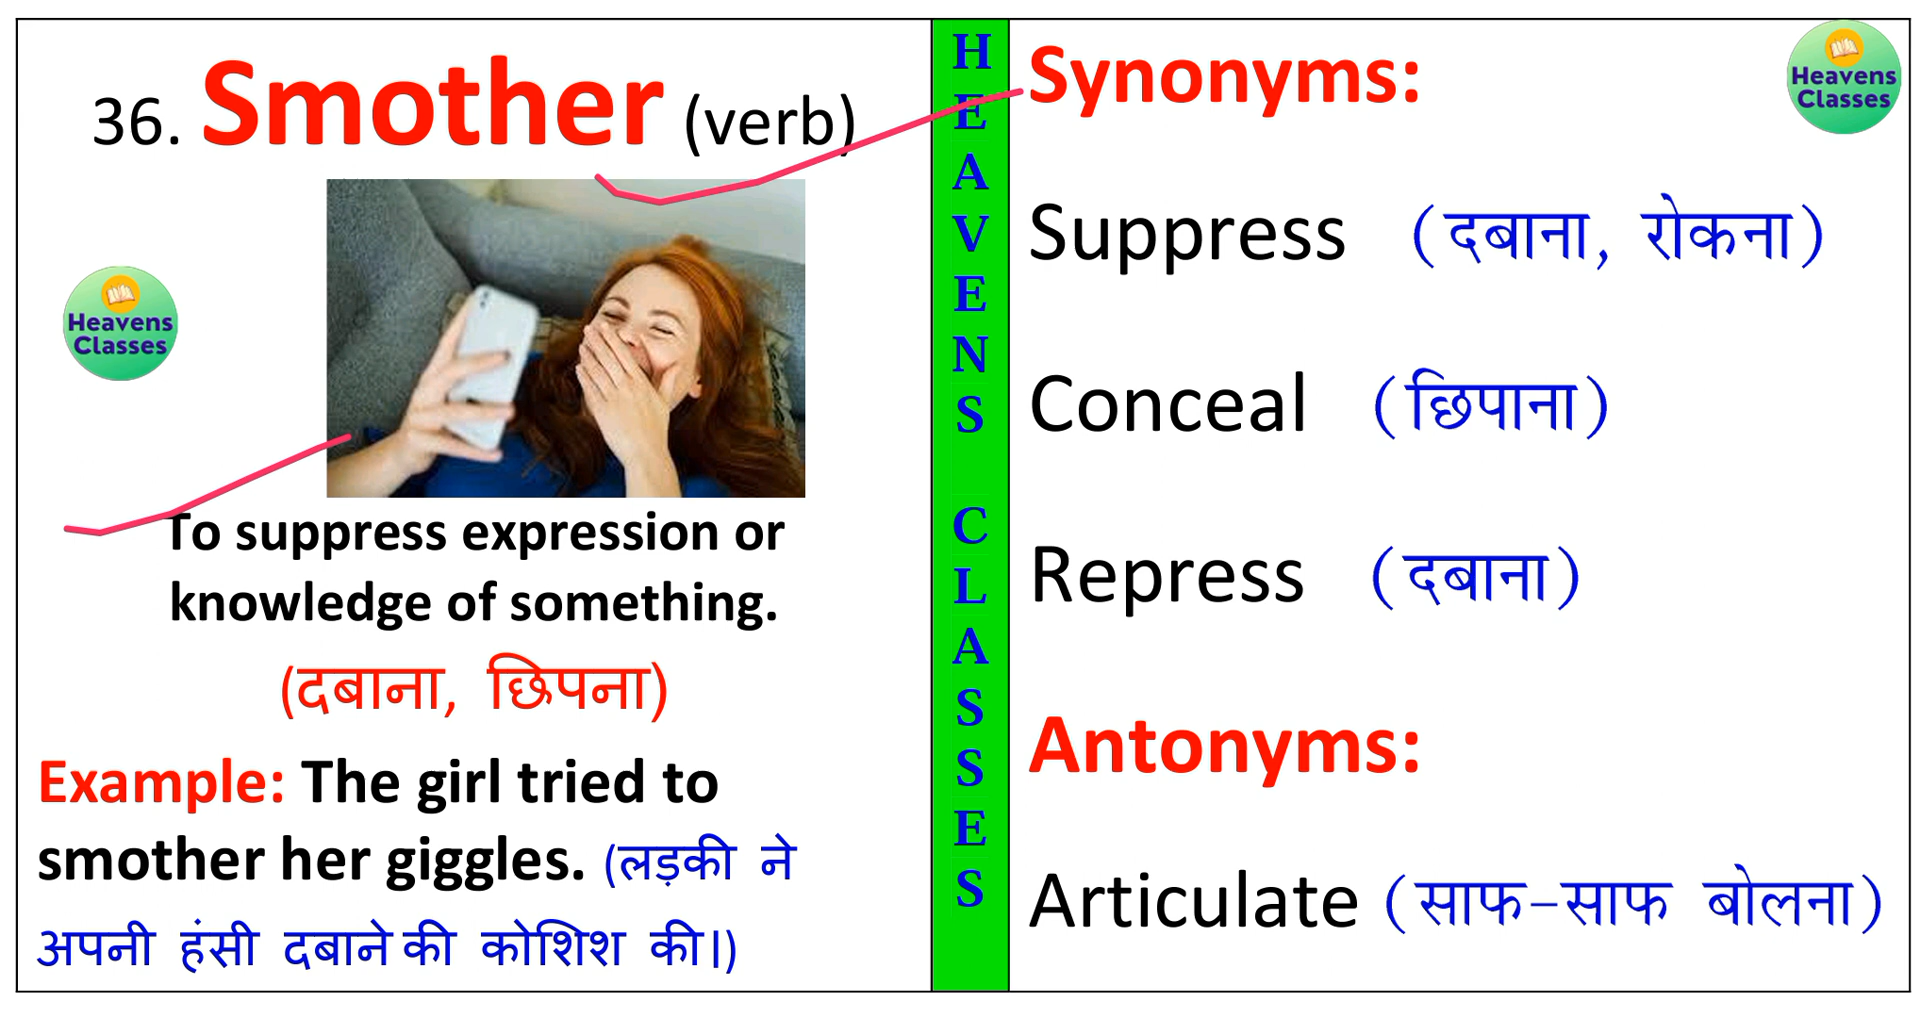 36. Smother (verb)
Heavens
Classes
To suppress expression or
knowledge of something.
(दबाना, छिपना)
Example: The girl tried to
smother her giggles. (लड़की ने
अपनी हंसी दबाने की कोशिश की।)
HEAVENS CLASSES
Synonyms:
Heavens
Classes
Suppress (दबाना, रोकना)
Conceal (छिपाना)
Repress (दबाना)
Antonyms:
Articulate (साफ-साफ बोलना)